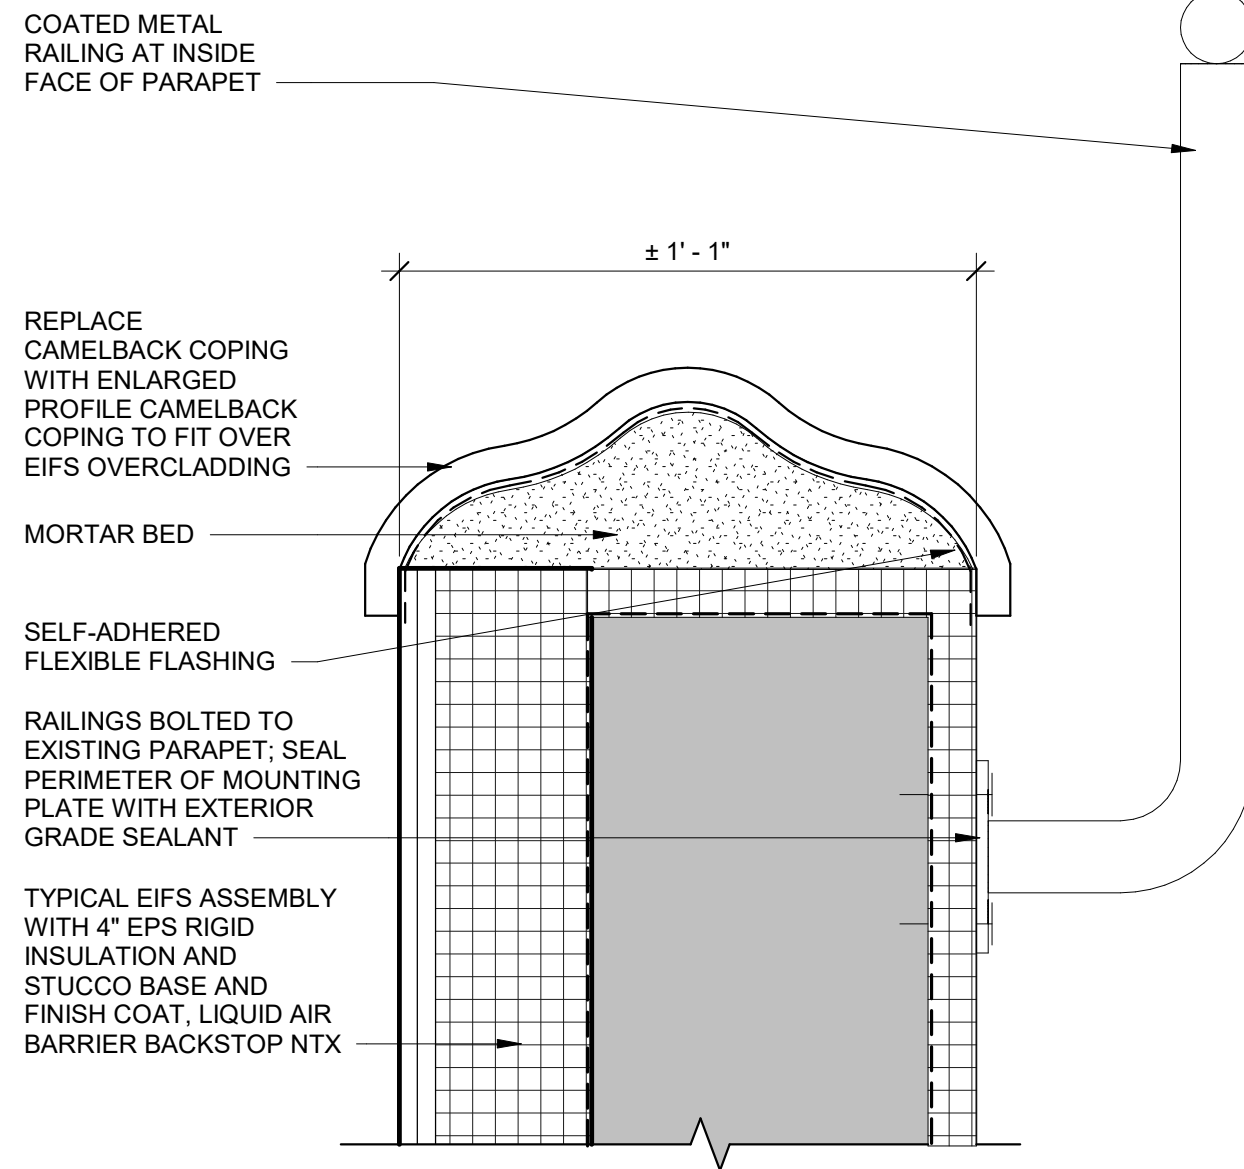 COATED METAL
RAILING AT INSIDE
FACE OF PARAPET
± 1' - 1"
REPLACE
CAMELBACK COPING
WITH ENLARGED
PROFILE CAMELBACK
COPING TO FIT OVER
EIFS OVERCLADDING
MORTAR BED
SELF-ADHERED
FLEXIBLE FLASHING
RAILINGS BOLTED TO
EXISTING PARAPET; SEAL
PERIMETER OF MOUNTING
PLATE WITH EXTERIOR
GRADE SEALANT
TYPICAL EIFS ASSEMBLY
WITH 4" EPS RIGID
INSULATION AND
STUCCO BASE AND
FINISH COAT, LIQUID AIR
BARRIER BACKSTOP NTX